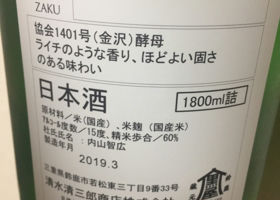 ZAKU
協会1401号(金沢)酵母
ライチのような香り、ほどよい固さ
のある味わい
日本酒
1800ml詰
原材料／米(国産)、米麹(国産米)
アルコール度数／15度、精米歩合／60%
杜氏氏名：内山智広
製造年月
2019.3
三重県鈴鹿市若松東三丁目9番33号
清水清三郎商店株式会社